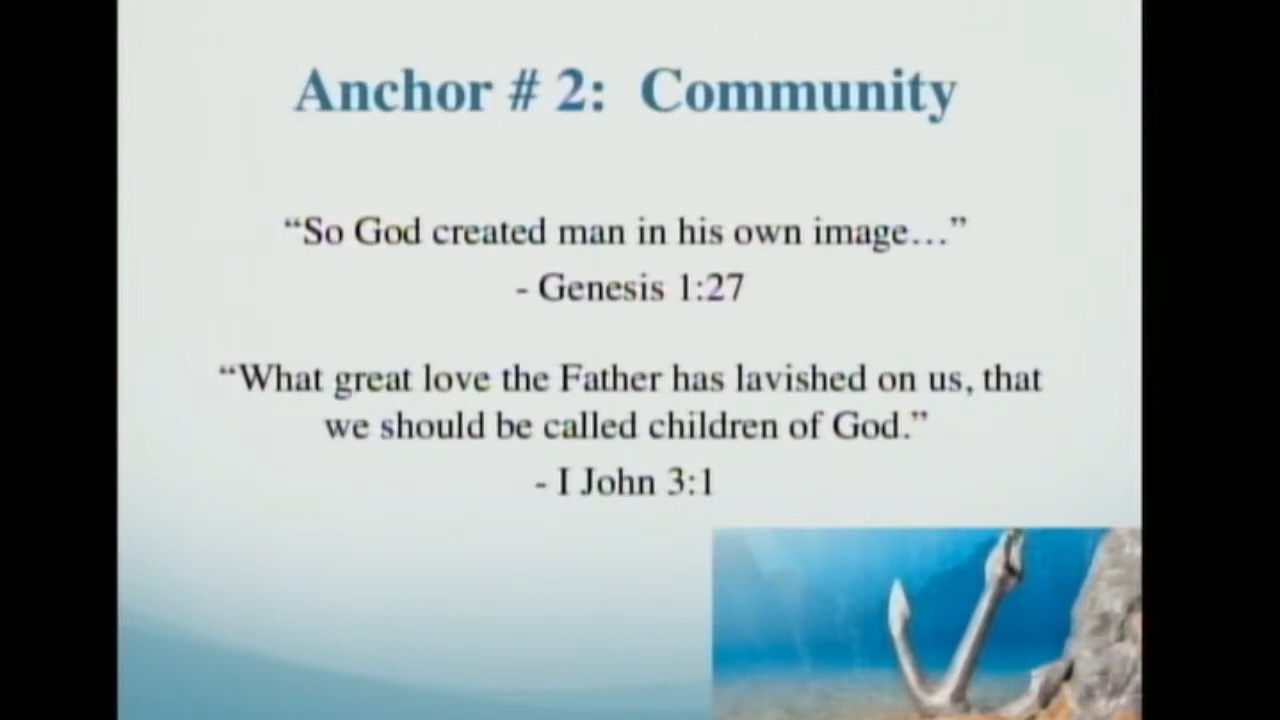 Anchor # 2:  Community
“So God created man in his own image…”
- Genesis 1:27
“What great love the Father has lavished on us, that
we should be called children of God.”
- I John 3:1